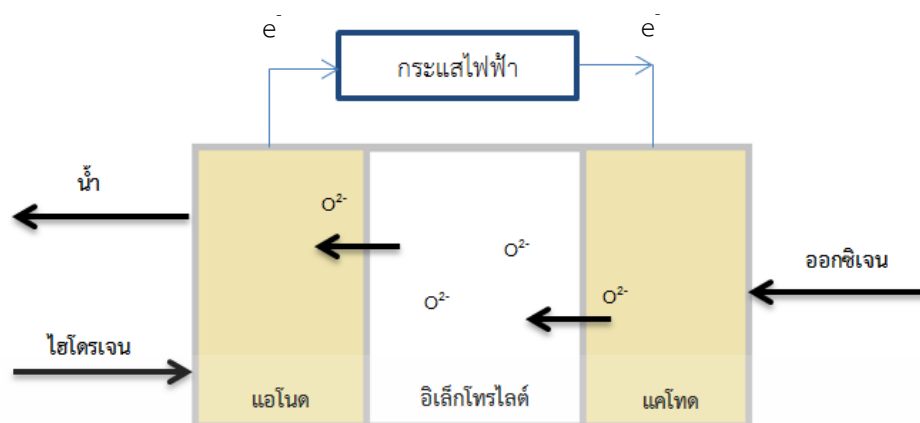 e⁻
e⁻
กระแสไฟฟ้า
น้ำ
O²⁻
O²⁻
ออกซิเจน
O²⁻
O²⁻
ไฮโดรเจน
แอโนด
อิเล็กโทรไลต์
แคโทด